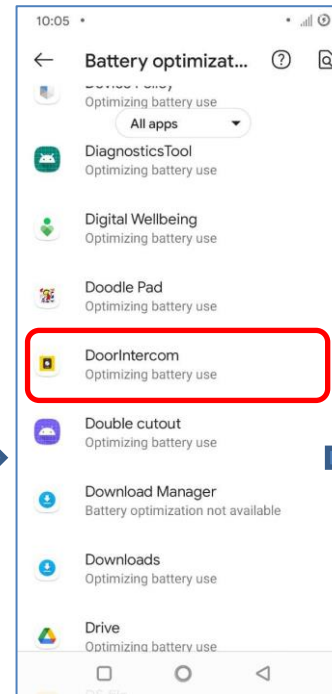 10:05
Battery optimizat...
Optimizing battery use
All apps
DiagnosticsTool
Optimizing battery use
Digital Wellbeing
Optimizing battery use
Doodle Pad
Optimizing battery use
DoorIntercom
Optimizing battery use
Double cutout
Optimizing battery use
Download Manager
Battery optimization not available
Downloads
Optimizing battery use
Drive
Optimizing battery use